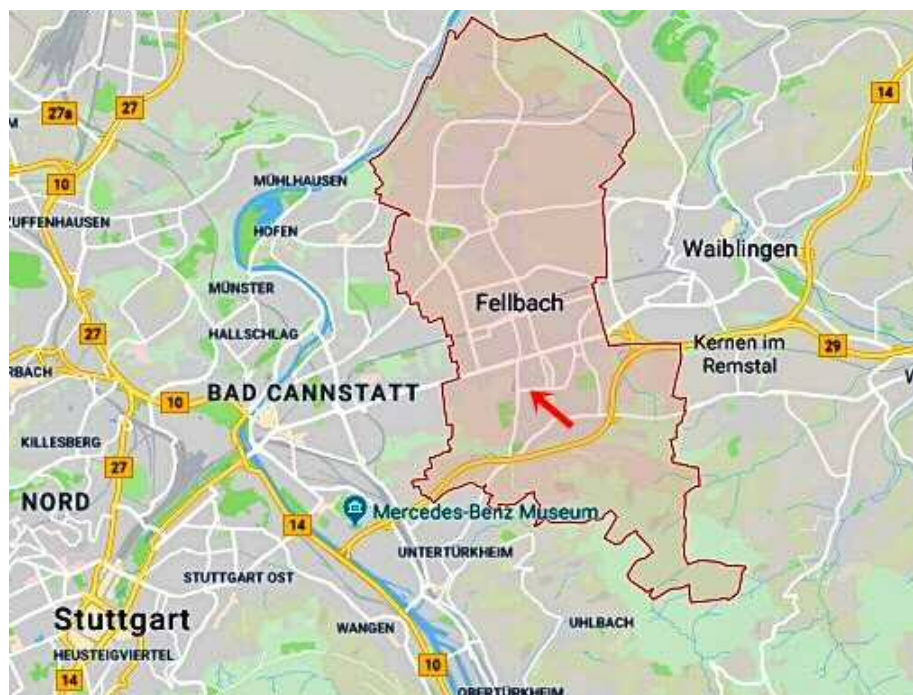 27
14
27a
10
MÜHLHAUSEN
ZUFFENHAUSEN
HOFEN
Waiblingen
MÜNSTER
Fellbach
27
HALLSCHLAG
Kernen im
Remstal
29
10
BAD CANNSTATT
KILLESBERG
27
NORD
Mercedes-Benz Museum
14
UNTERTÜRKHEIM
STUTTGART OST
Stuttgart
WANGEN
UHLBACH
HEUSTEIGVIERTEL
10
14
OBERTÜRKHEIM